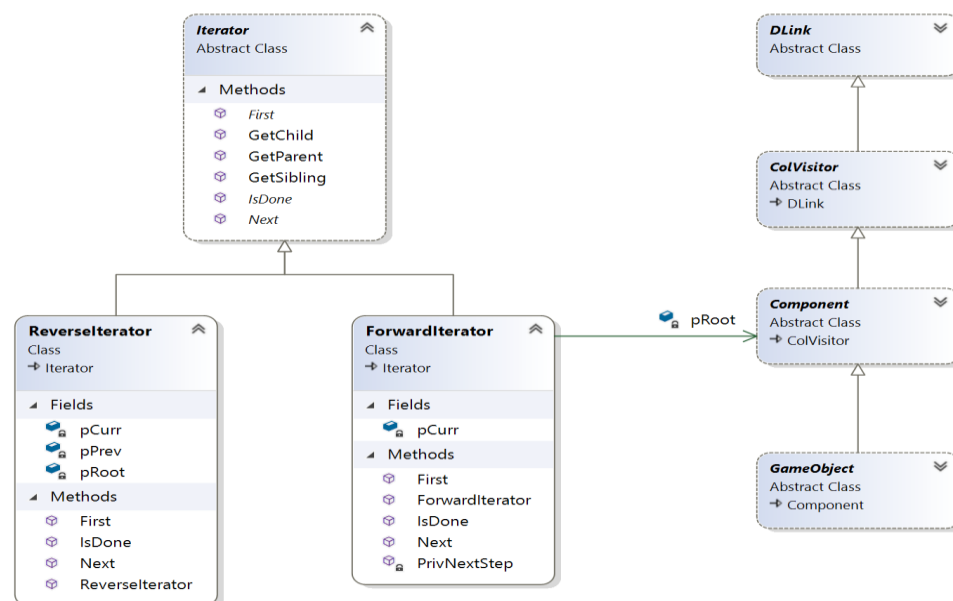 Iterator
Abstract Class
Methods
First
GetChild
GetParent
GetSibling
IsDone
Next
DLink
Abstract Class
ColVisitor
Abstract Class
DLink
ReverseIterator
Class
Iterator
Fields
pCurr
pPrev
pRoot
Methods
First
IsDone
Next
ReverseIterator
ForwardIterator
Class
Iterator
Fields
pCurr
Methods
First
ForwardIterator
IsDone
Next
PrivNextStep
pRoot
Component
Abstract Class
ColVisitor
GameObject
Abstract Class
Component